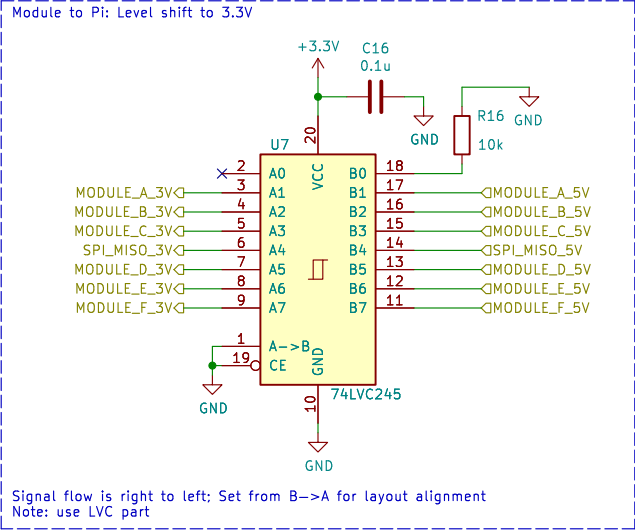 Module to Pi: Level shift to 3.3V
+3.3V
C16
0.1u
GND
R16
10k
GND
U7
20
VCC
2 A0 B0 18
MODULE_A_3V 3 A1 B1 17 MODULE_A_5V
MODULE_B_3V 4 A2 B2 16 MODULE_B_5V
MODULE_C_3V 5 A3 B3 15 MODULE_C_5V
SPI_MISO_3V 6 A4 B4 14 SPI_MISO_5V
MODULE_D_3V 7 A5 B5 13 MODULE_D_5V
MODULE_E_3V 8 A6 B6 12 MODULE_E_5V
MODULE_F_3V 9 A7 B7 11 MODULE_F_5V
1 A->B
19 CE
GND
GND
10
74LVC245
GND
Signal flow is right to left; Set from B->A for layout alignment
Note: use LVC part